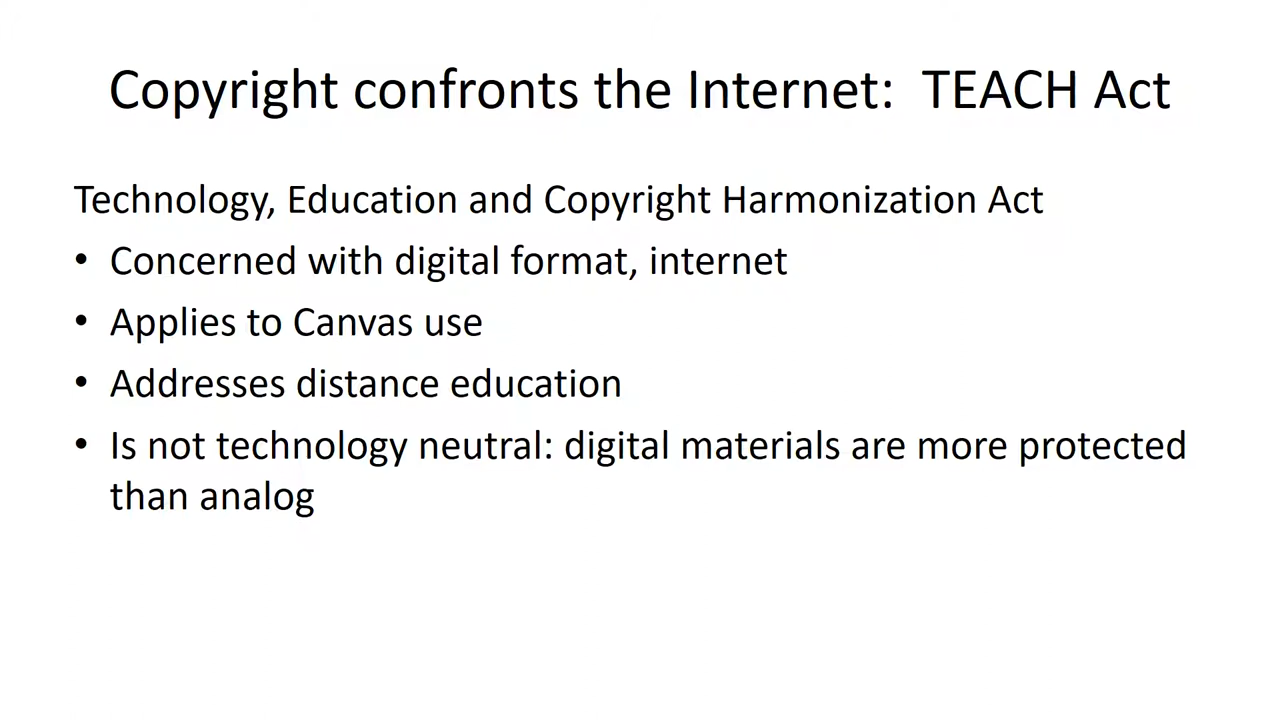 Copyright confronts the Internet:  TEACH Act
Technology, Education and Copyright Harmonization Act
• Concerned with digital format, internet
• Applies to Canvas use
• Addresses distance education
• Is not technology neutral: digital materials are more protected
than analog